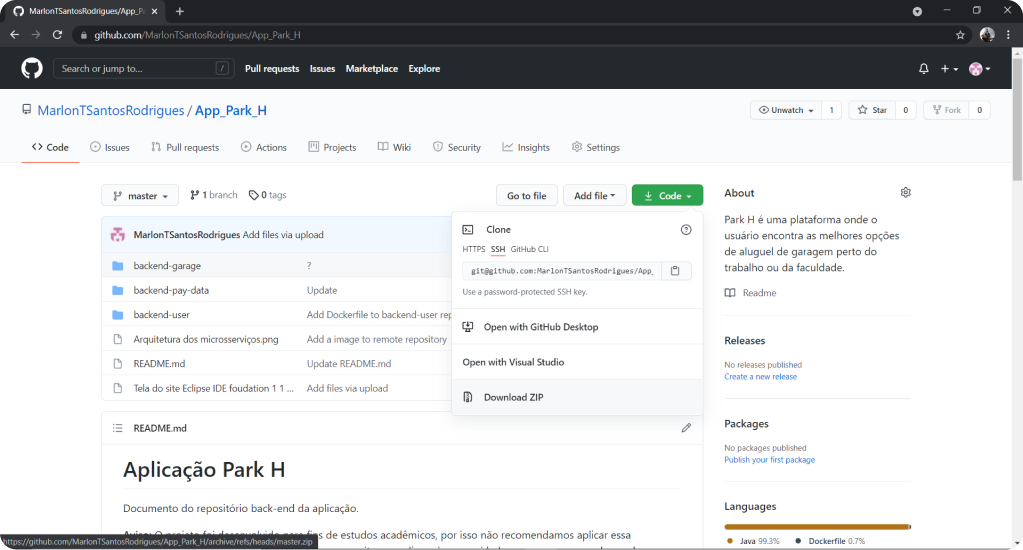 MarlonTSantosRodrigues/App_Pa
github.com/MarlonTSantosRodrigues/App_Park_H
Search or jump to...
/
Pull requests
Issues
Marketplace
Explore
MarlonTSantosRodrigues / App_Park_H
Unwatch
1
Star
0
Fork
0
Code
Issues
Pull requests
Actions
Projects
Wiki
Security
Insights
Settings
master
1 branch
0 tags
Go to file
Add file
Code
MarlonTSantosRodrigues Add files via upload
backend-garage
?
backend-pay-data
Update
backend-user
Add Dockerfile to backend-user rep
Arquitetura dos microsserviços.png
Add a image to remote repository
README.md
Update README.md
Tela do site Eclipse IDE foudation 1 1 ...
Add files via upload
Clone
HTTPS SSH GitHub CLI
git@github.com:MarlonTSantosRodrigues/App_
Use a password-protected SSH key.
Open with GitHub Desktop
Open with Visual Studio
Download ZIP
README.md
Aplicação Park H
Documento do repositório back-end da aplicação.
Aviso: O projeto foi desenvolvido para fins de estudos acadêmicos, por isso não recomendamos aplicar essa
https://github.com/MarlonTSantosRodrigues/App_Park_H/archive/refs/heads/master.zip
About
Park H é uma plataforma onde o
usuário encontra as melhores opções
de aluguel de garagem perto do
trabalho ou da faculdade.
Readme
Releases
No releases published
Create a new release
Packages
No packages published
Publish your first package
Languages
Java 99.3%
Dockerfile 0.7%